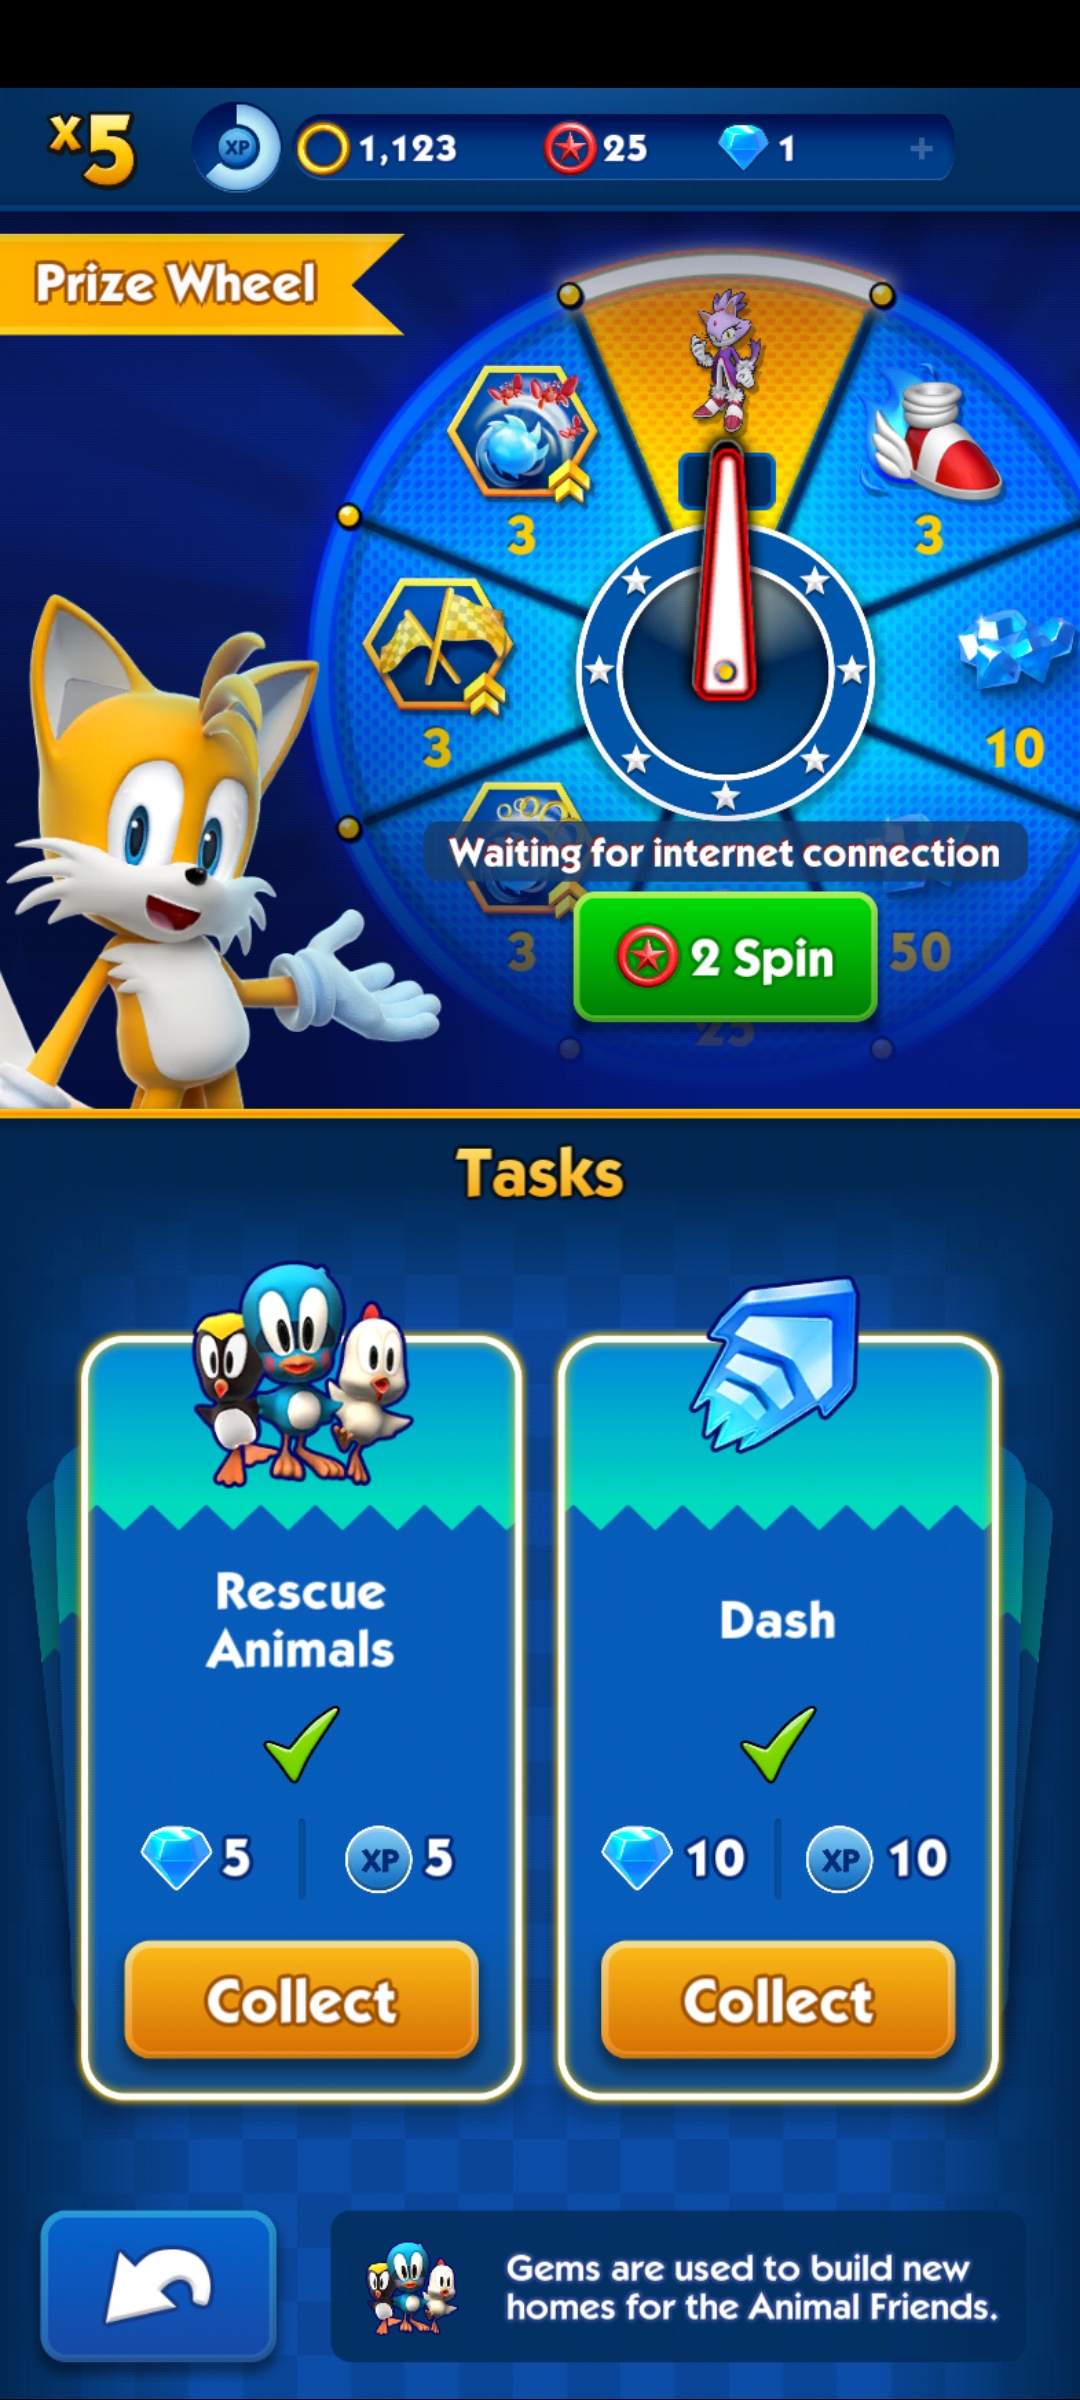 x5
XP
1,123
25
1
+
Prize Wheel
3
3
3
10
Waiting for internet connection
3
2 Spin
50
25
Tasks
Rescue
Animals
Dash
5
XP
5
10
XP
10
Collect
Collect
Gems are used to build new
homes for the Animal Friends.